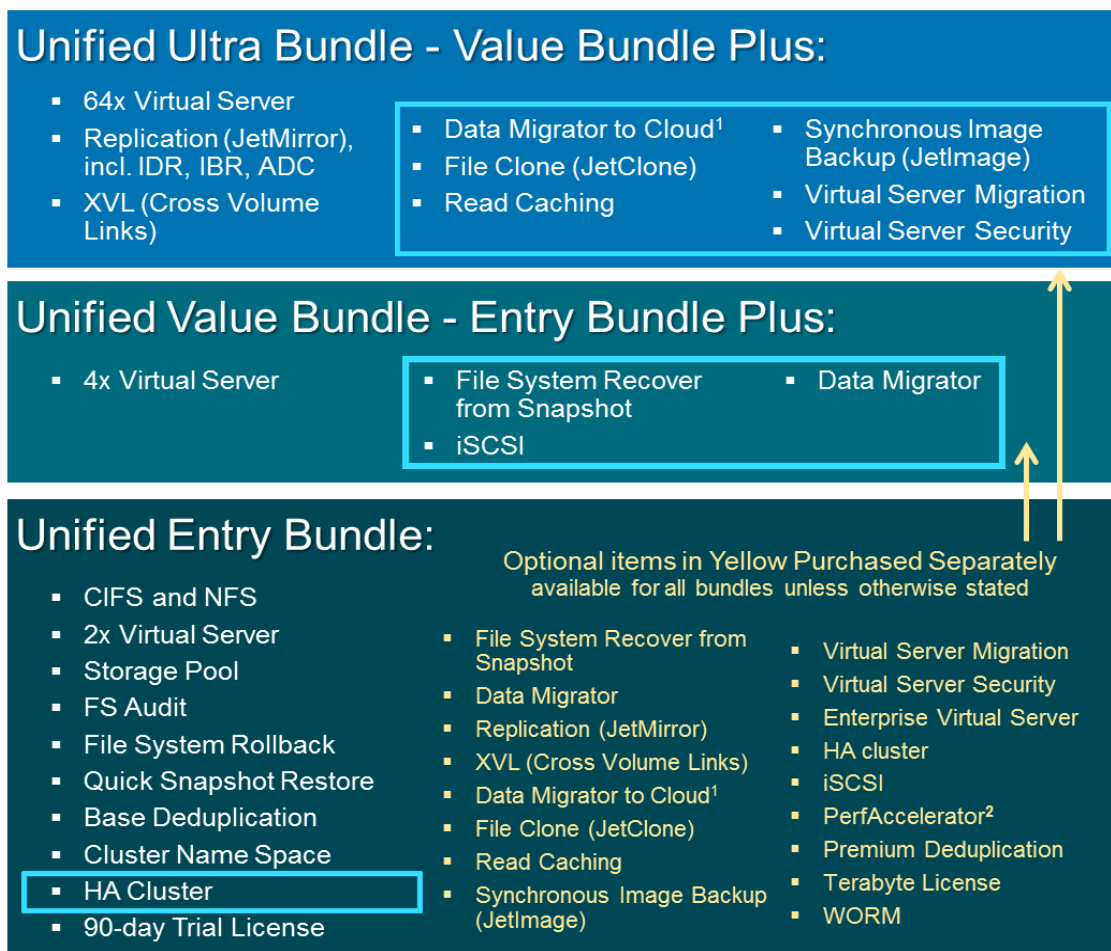 Unified Ultra Bundle - Value Bundle Plus:
▪ 64x Virtual Server
▪ Replication (JetMirror),
incl. IDR, IBR, ADC
▪ XVL (Cross Volume
Links)
▪ Data Migrator to Cloud¹
▪ File Clone (JetClone)
▪ Read Caching
▪ Synchronous Image
Backup (JetImage)
▪ Virtual Server Migration
▪ Virtual Server Security
Unified Value Bundle - Entry Bundle Plus:
▪ 4x Virtual Server
▪ File System Recover
from Snapshot
▪ iSCSI
▪ Data Migrator
Unified Entry Bundle:
▪ CIFS and NFS
▪ 2x Virtual Server
▪ Storage Pool
▪ FS Audit
▪ File System Rollback
▪ Quick Snapshot Restore
▪ Base Deduplication
▪ Cluster Name Space
▪ HA Cluster
▪ 90-day Trial License
Optional items in Yellow Purchased Separately
available for all bundles unless otherwise stated
▪ File System Recover from
Snapshot
▪ Data Migrator
▪ Replication (JetMirror)
▪ XVL (Cross Volume Links)
▪ Data Migrator to Cloud¹
▪ File Clone (JetClone)
▪ Read Caching
▪ Synchronous Image Backup
(JetImage)
▪ Virtual Server Migration
▪ Virtual Server Security
▪ Enterprise Virtual Server
▪ HA cluster
▪ iSCSI
▪ PerfAccelerator²
▪ Premium Deduplication
▪ Terabyte License
▪ WORM